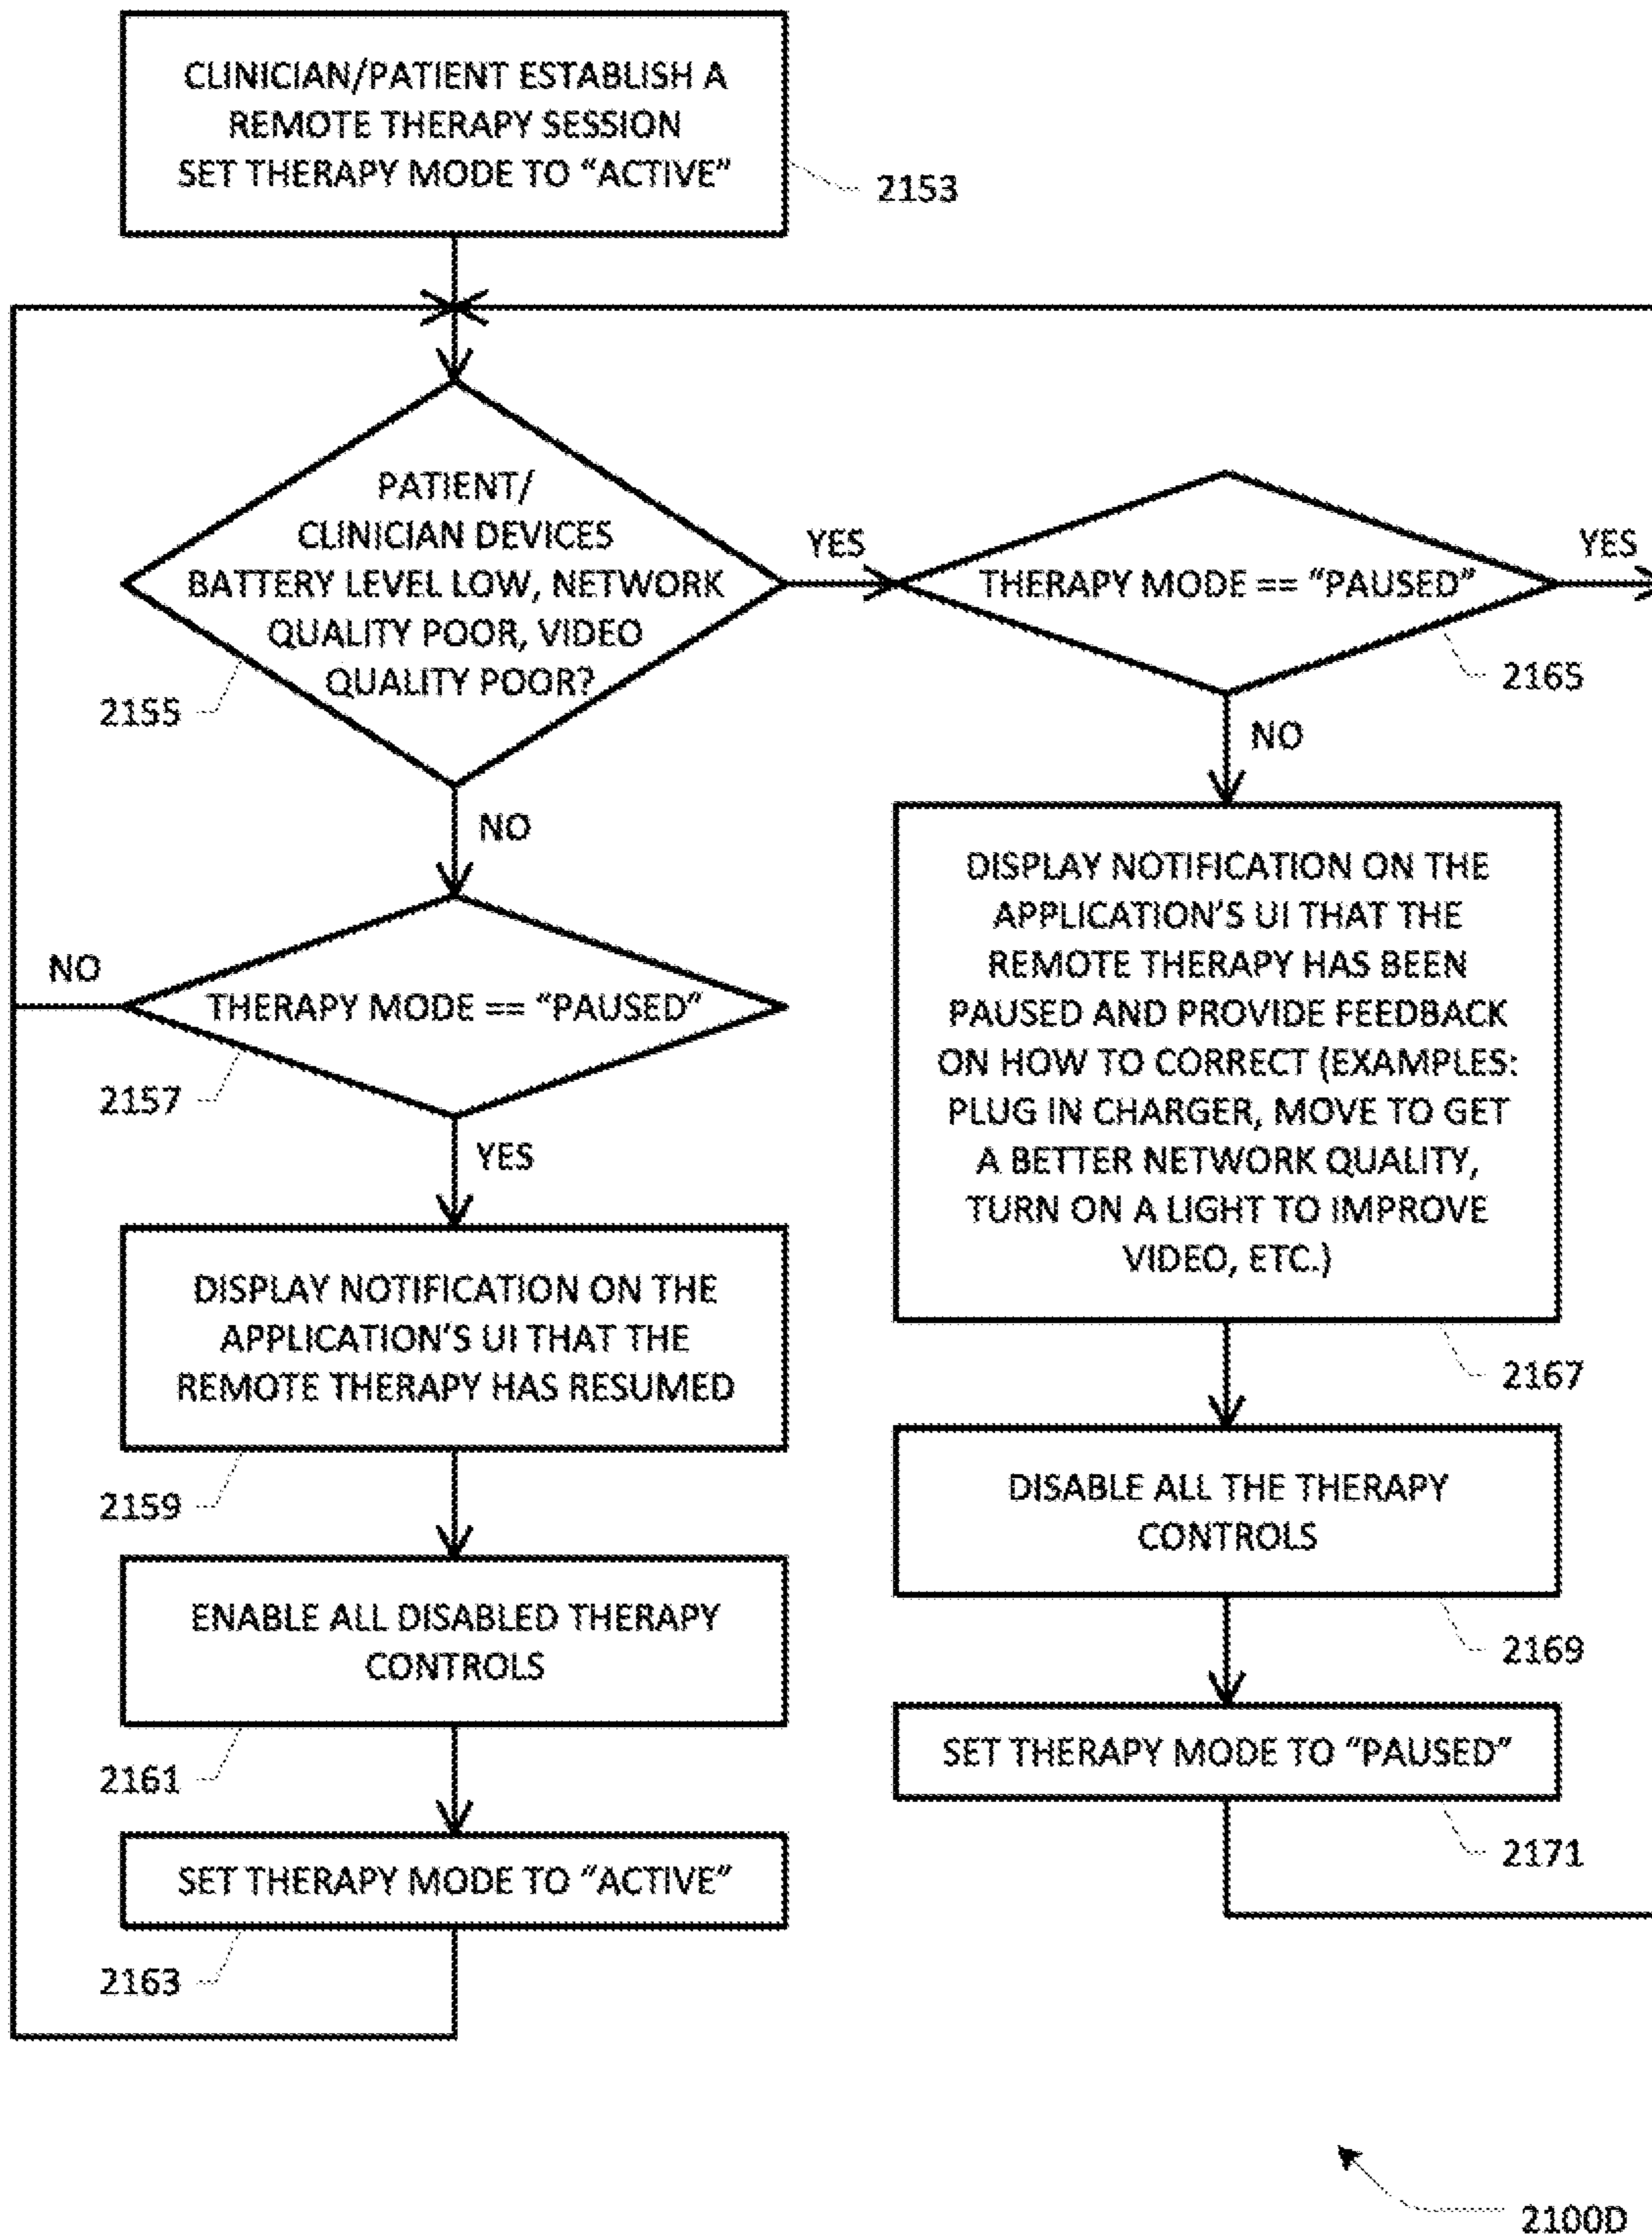 CLINICIAN/PATIENT ESTABLISH A
REMOTE THERAPY SESSION
SET THERAPY MODE TO “ACTIVE”
2153
PATIENT/
CLINICIAN DEVICES
BATTERY LEVEL LOW, NETWORK
QUALITY POOR, VIDEO
QUALITY POOR?
2155
YES
THERAPY MODE == “PAUSED”
YES
2165
NO
NO
THERAPY MODE == “PAUSED”
NO
2157
YES
DISPLAY NOTIFICATION ON THE
APPLICATION’S UI THAT THE
REMOTE THERAPY HAS RESUMED
2159
ENABLE ALL DISABLED THERAPY
CONTROLS
2161
SET THERAPY MODE TO “ACTIVE”
2163
DISPLAY NOTIFICATION ON THE
APPLICATION’S UI THAT THE
REMOTE THERAPY HAS BEEN
PAUSED AND PROVIDE FEEDBACK
ON HOW TO CORRECT (EXAMPLES:
PLUG IN CHARGER, MOVE TO GET
A BETTER NETWORK QUALITY,
TURN ON A LIGHT TO IMPROVE
VIDEO, ETC.)
2167
DISABLE ALL THE THERAPY
CONTROLS
2169
SET THERAPY MODE TO “PAUSED”
2171
2100D